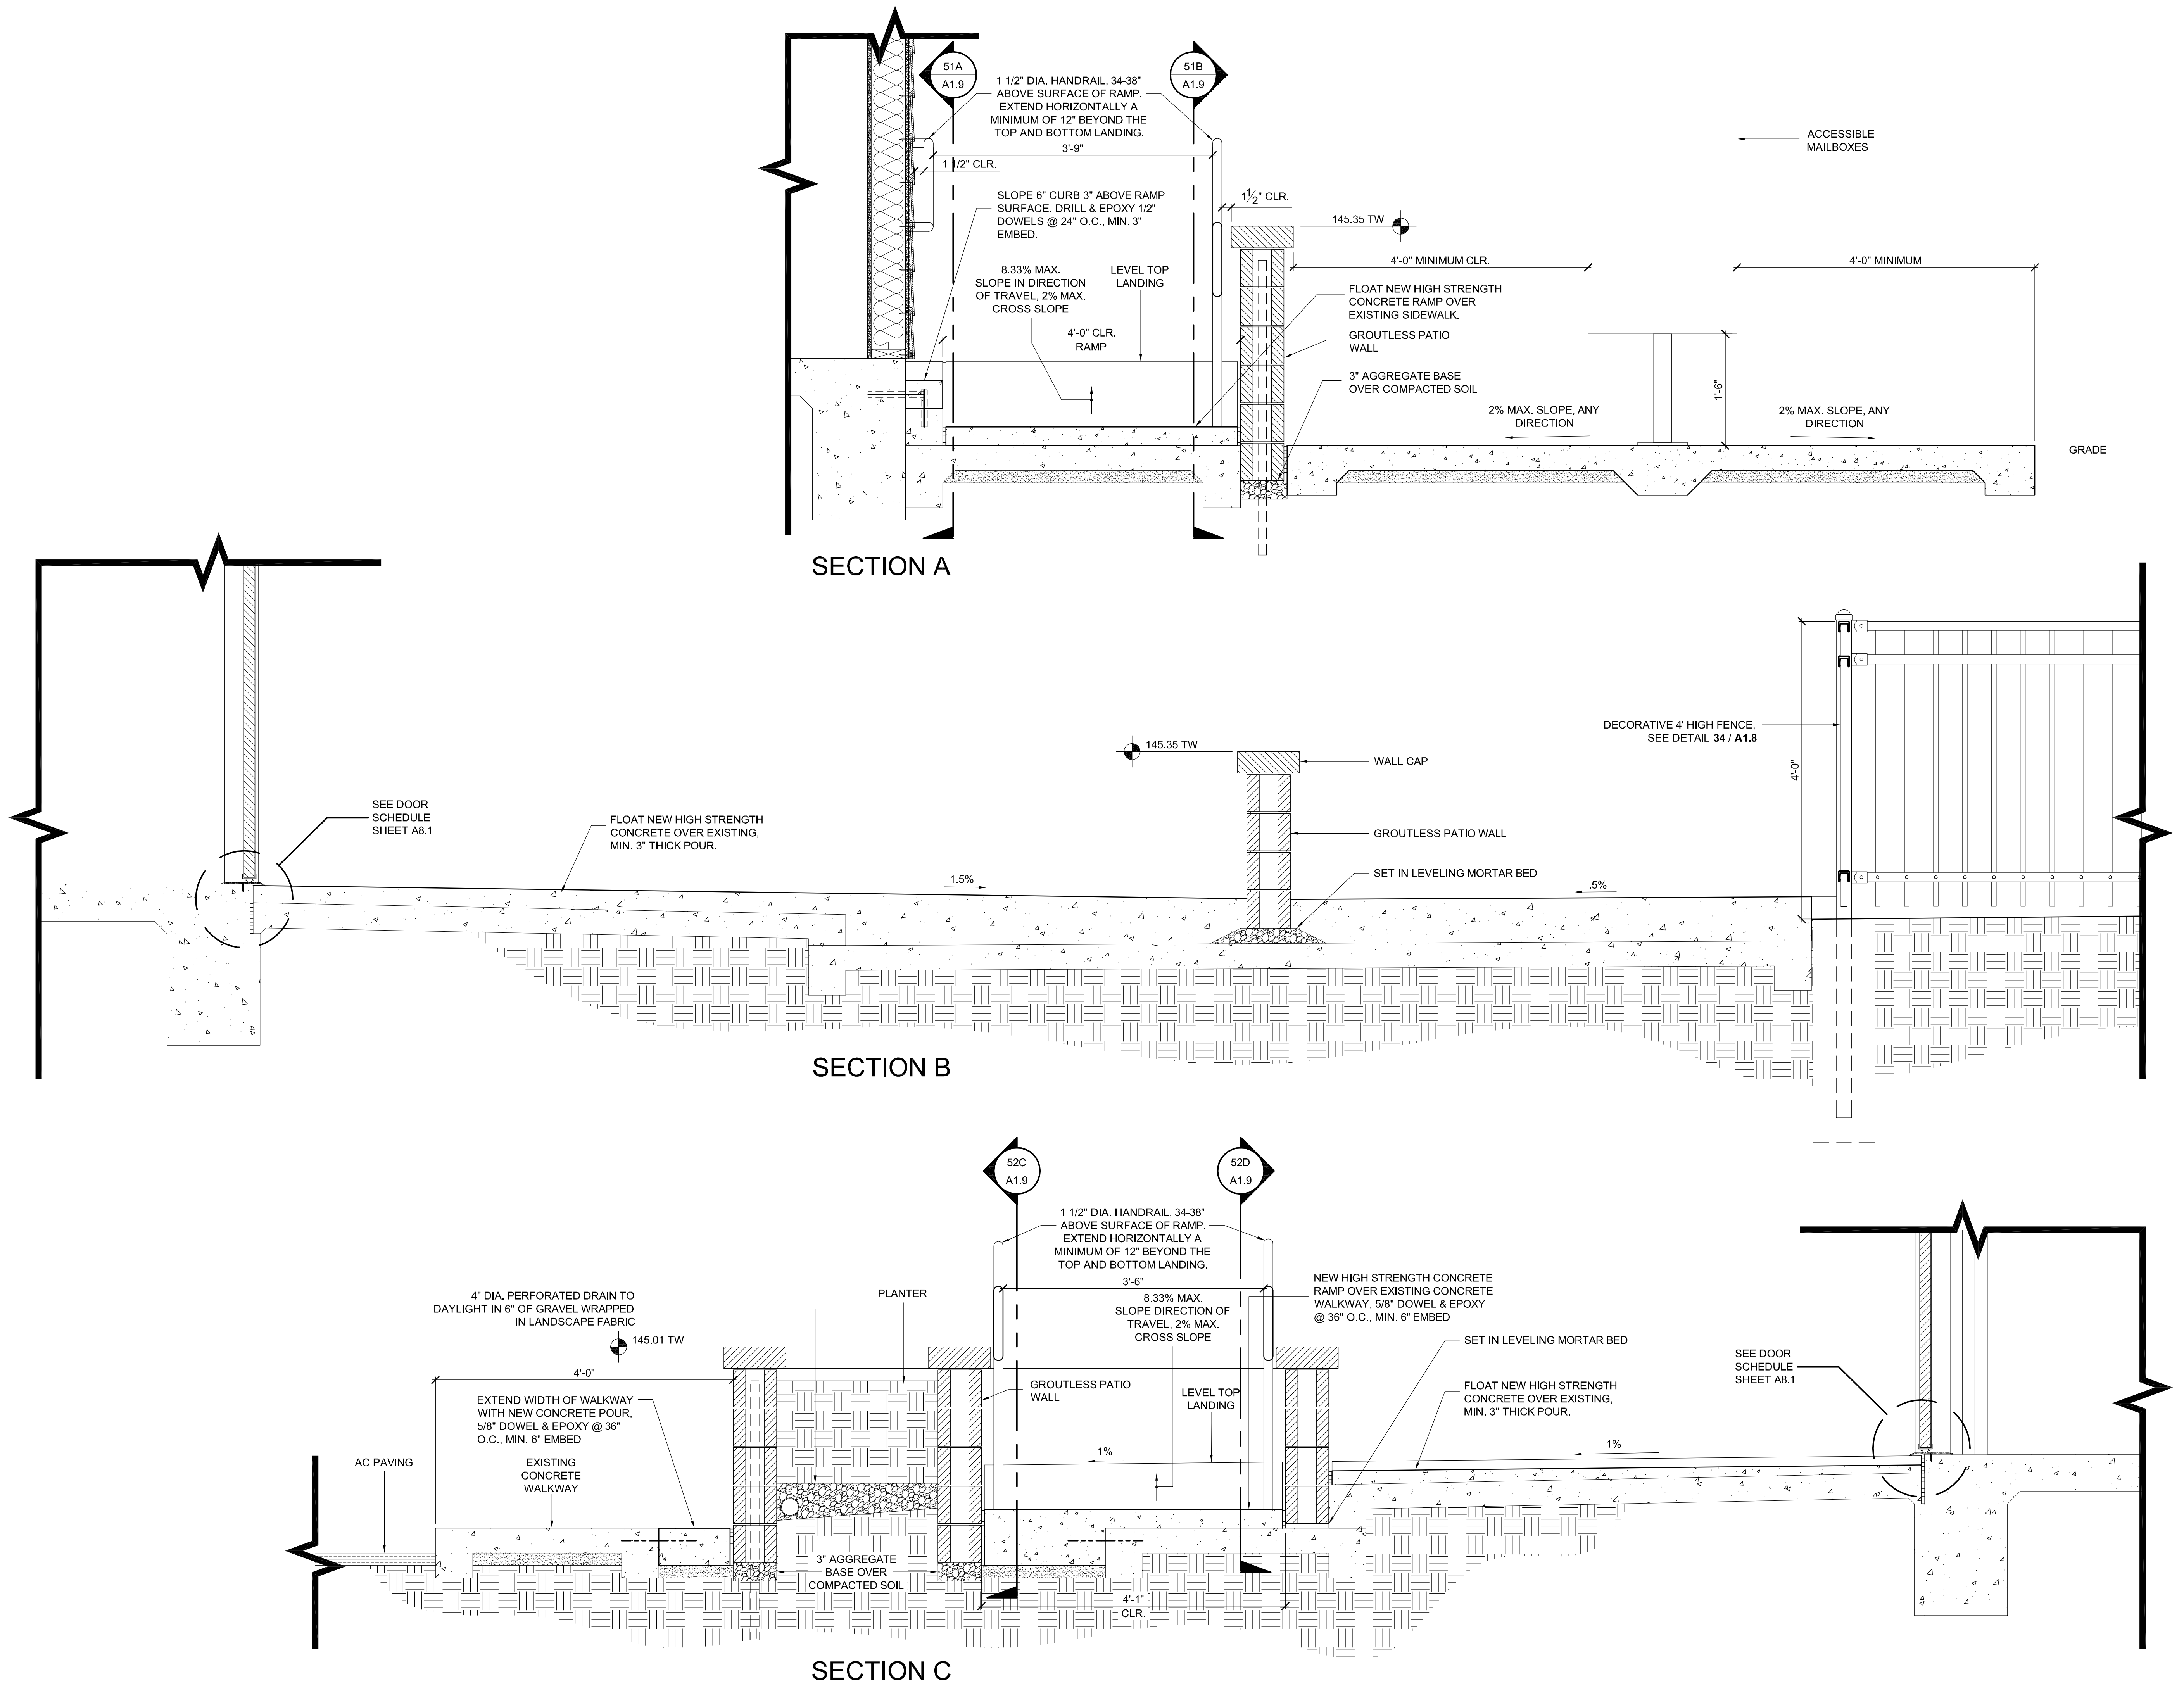 51A
A1.9
51B
A1.9
1 1/2" DIA. HANDRAIL, 34-38"
ABOVE SURFACE OF RAMP.
EXTEND HORIZONTALLY A
MINIMUM OF 12" BEYOND THE
TOP AND BOTTOM LANDING.
3'-9"
1 1/2" CLR.
SLOPE 6" CURB 3" ABOVE RAMP
SURFACE. DRILL & EPOXY 1/2"
DOWELS @ 24" O.C., MIN. 3"
EMBED.
1 1/2" CLR.
145.35 TW
ACCESSIBLE
MAILBOXES
8.33% MAX.
SLOPE IN DIRECTION
OF TRAVEL, 2% MAX.
CROSS SLOPE
LEVEL TOP
LANDING
4'-0" MINIMUM CLR.
4'-0" MINIMUM
FLOAT NEW HIGH STRENGTH
CONCRETE RAMP OVER
EXISTING SIDEWALK.
4'-0" CLR.
RAMP
GROUTLESS PATIO
WALL
3" AGGREGATE BASE
OVER COMPACTED SOIL
1'-6"
2% MAX. SLOPE, ANY
DIRECTION
2% MAX. SLOPE, ANY
DIRECTION
GRADE
SECTION A
SEE DOOR
SCHEDULE
SHEET A8.1
FLOAT NEW HIGH STRENGTH
CONCRETE OVER EXISTING,
MIN. 3" THICK POUR.
1.5%
145.35 TW
WALL CAP
GROUTLESS PATIO WALL
SET IN LEVELING MORTAR BED
.5%
DECORATIVE 4' HIGH FENCE,
SEE DETAIL 34 / A1.8
4'-0"
SECTION B
52C
A1.9
52D
A1.9
1 1/2" DIA. HANDRAIL, 34-38"
ABOVE SURFACE OF RAMP.
EXTEND HORIZONTALLY A
MINIMUM OF 12" BEYOND THE
TOP AND BOTTOM LANDING.
3'-6"
8.33% MAX.
SLOPE DIRECTION OF
TRAVEL, 2% MAX.
CROSS SLOPE
4" DIA. PERFORATED DRAIN TO
DAYLIGHT IN 6" OF GRAVEL WRAPPED
IN LANDSCAPE FABRIC
PLANTER
NEW HIGH STRENGTH CONCRETE
RAMP OVER EXISTING CONCRETE
WALKWAY, 5/8" DOWEL & EPOXY
@ 36" O.C., MIN. 6" EMBED
145.01 TW
SET IN LEVELING MORTAR BED
SEE DOOR
SCHEDULE
SHEET A8.1
4'-0"
EXTEND WIDTH OF WALKWAY
WITH NEW CONCRETE POUR,
5/8" DOWEL & EPOXY @ 36"
O.C., MIN. 6" EMBED
GROUTLESS PATIO
WALL
LEVEL TOP
LANDING
FLOAT NEW HIGH STRENGTH
CONCRETE OVER EXISTING,
MIN. 3" THICK POUR.
1%
1%
AC PAVING
EXISTING
CONCRETE
WALKWAY
3" AGGREGATE
BASE OVER
COMPACTED SOIL
4'-1"
CLR.
SECTION C